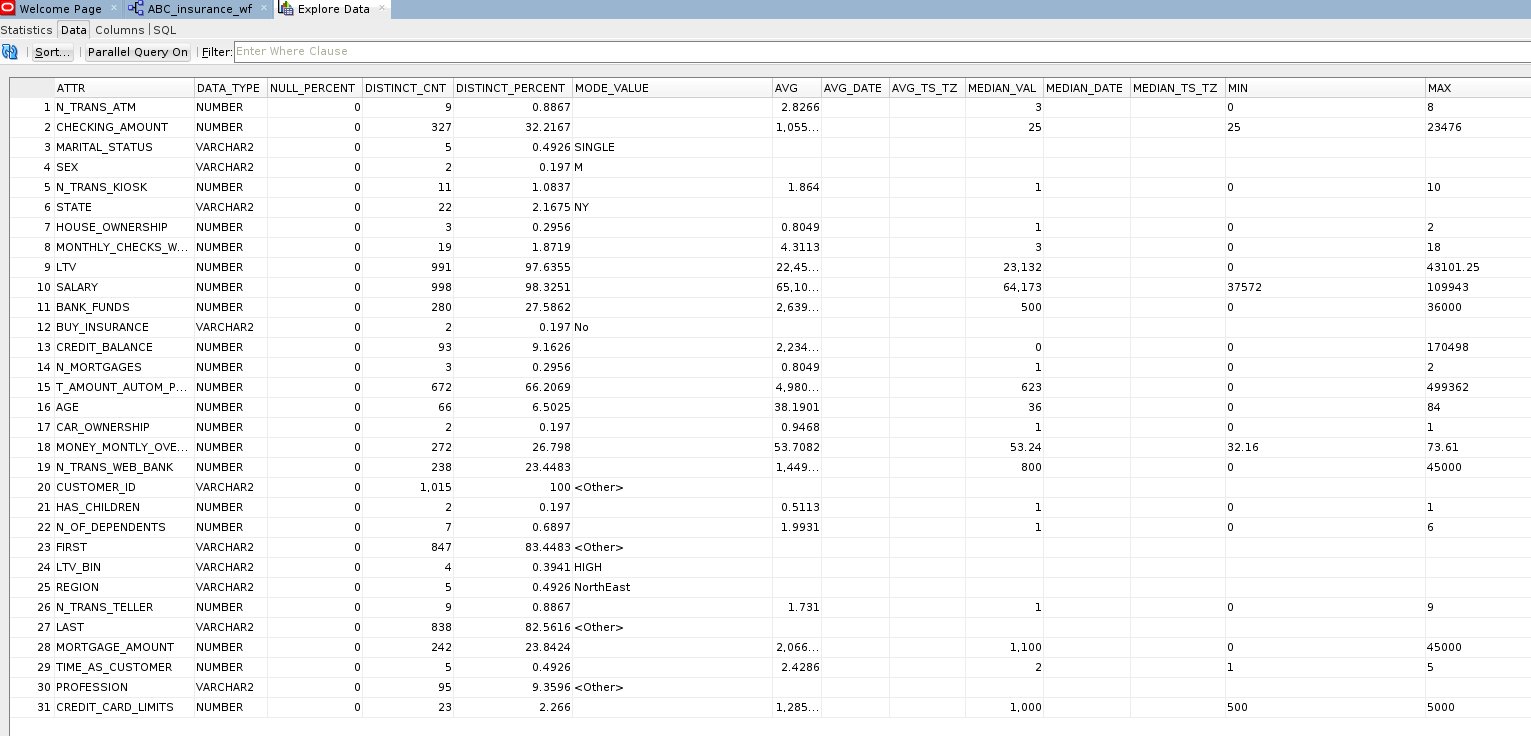 Welcome Page × ABC_insurance_wf × Explore Data ×
Statistics Data Columns SQL
Sort... Parallel Query On Filter: Enter Where Clause
ATTR DATA_TYPE NULL_PERCENT DISTINCT_CNT DISTINCT_PERCENT MODE_VALUE AVG AVG_DATE AVG_TS_TZ MEDIAN_VAL MEDIAN_DATE MEDIAN_TS_TZ MIN MAX
1 N_TRANS_ATM NUMBER 0 9 0.8867 2.8266 3 0 8
2 CHECKING_AMOUNT NUMBER 0 327 32.2167 1,055... 25 25 23476
3 MARITAL_STATUS VARCHAR2 0 5 0.4926 SINGLE
4 SEX VARCHAR2 0 2 0.197 M
5 N_TRANS_KIOSK NUMBER 0 11 1.0837 1.864 1 0 10
6 STATE VARCHAR2 0 22 2.1675 NY
7 HOUSE_OWNERSHIP NUMBER 0 3 0.2956 0.8049 1 0 2
8 MONTHLY_CHECKS_W... NUMBER 0 19 1.8719 4.3113 3 0 18
9 LTV NUMBER 0 991 97.6355 22,45... 23,132 0 43101.25
10 SALARY NUMBER 0 998 98.3251 65,10... 64,173 37572 109943
11 BANK_FUNDS NUMBER 0 280 27.5862 2,639... 500 0 36000
12 BUY_INSURANCE VARCHAR2 0 2 0.197 No
13 CREDIT_BALANCE NUMBER 0 93 9.1626 2,234... 0 0 170498
14 N_MORTGAGES NUMBER 0 3 0.2956 0.8049 1 0 2
15 T_AMOUNT_AUTOM_P... NUMBER 0 672 66.2069 4,980... 623 0 499362
16 AGE NUMBER 0 66 6.5025 38.1901 36 0 84
17 CAR_OWNERSHIP NUMBER 0 2 0.197 0.9468 1 0 1
18 MONEY_MONTLY_OVE... NUMBER 0 272 26.798 53.7082 53.24 32.16 73.61
19 N_TRANS_WEB_BANK NUMBER 0 238 23.4483 1,449... 800 0 45000
20 CUSTOMER_ID VARCHAR2 0 1,015 100 <Other>
21 HAS_CHILDREN NUMBER 0 2 0.197 0.5113 1 0 1
22 N_OF_DEPENDENTS NUMBER 0 7 0.6897 1.9931 1 0 6
23 FIRST VARCHAR2 0 847 83.4483 <Other>
24 LTV_BIN VARCHAR2 0 4 0.3941 HIGH
25 REGION VARCHAR2 0 5 0.4926 NorthEast
26 N_TRANS_TELLER NUMBER 0 9 0.8867 1.731 1 0 9
27 LAST VARCHAR2 0 838 82.5616 <Other>
28 MORTGAGE_AMOUNT NUMBER 0 242 23.8424 2,066... 1,100 0 45000
29 TIME_AS_CUSTOMER NUMBER 0 5 0.4926 2.4286 2 1 5
30 PROFESSION VARCHAR2 0 95 9.3596 <Other>
31 CREDIT_CARD_LIMITS NUMBER 0 23 2.266 1,285... 1,000 500 5000